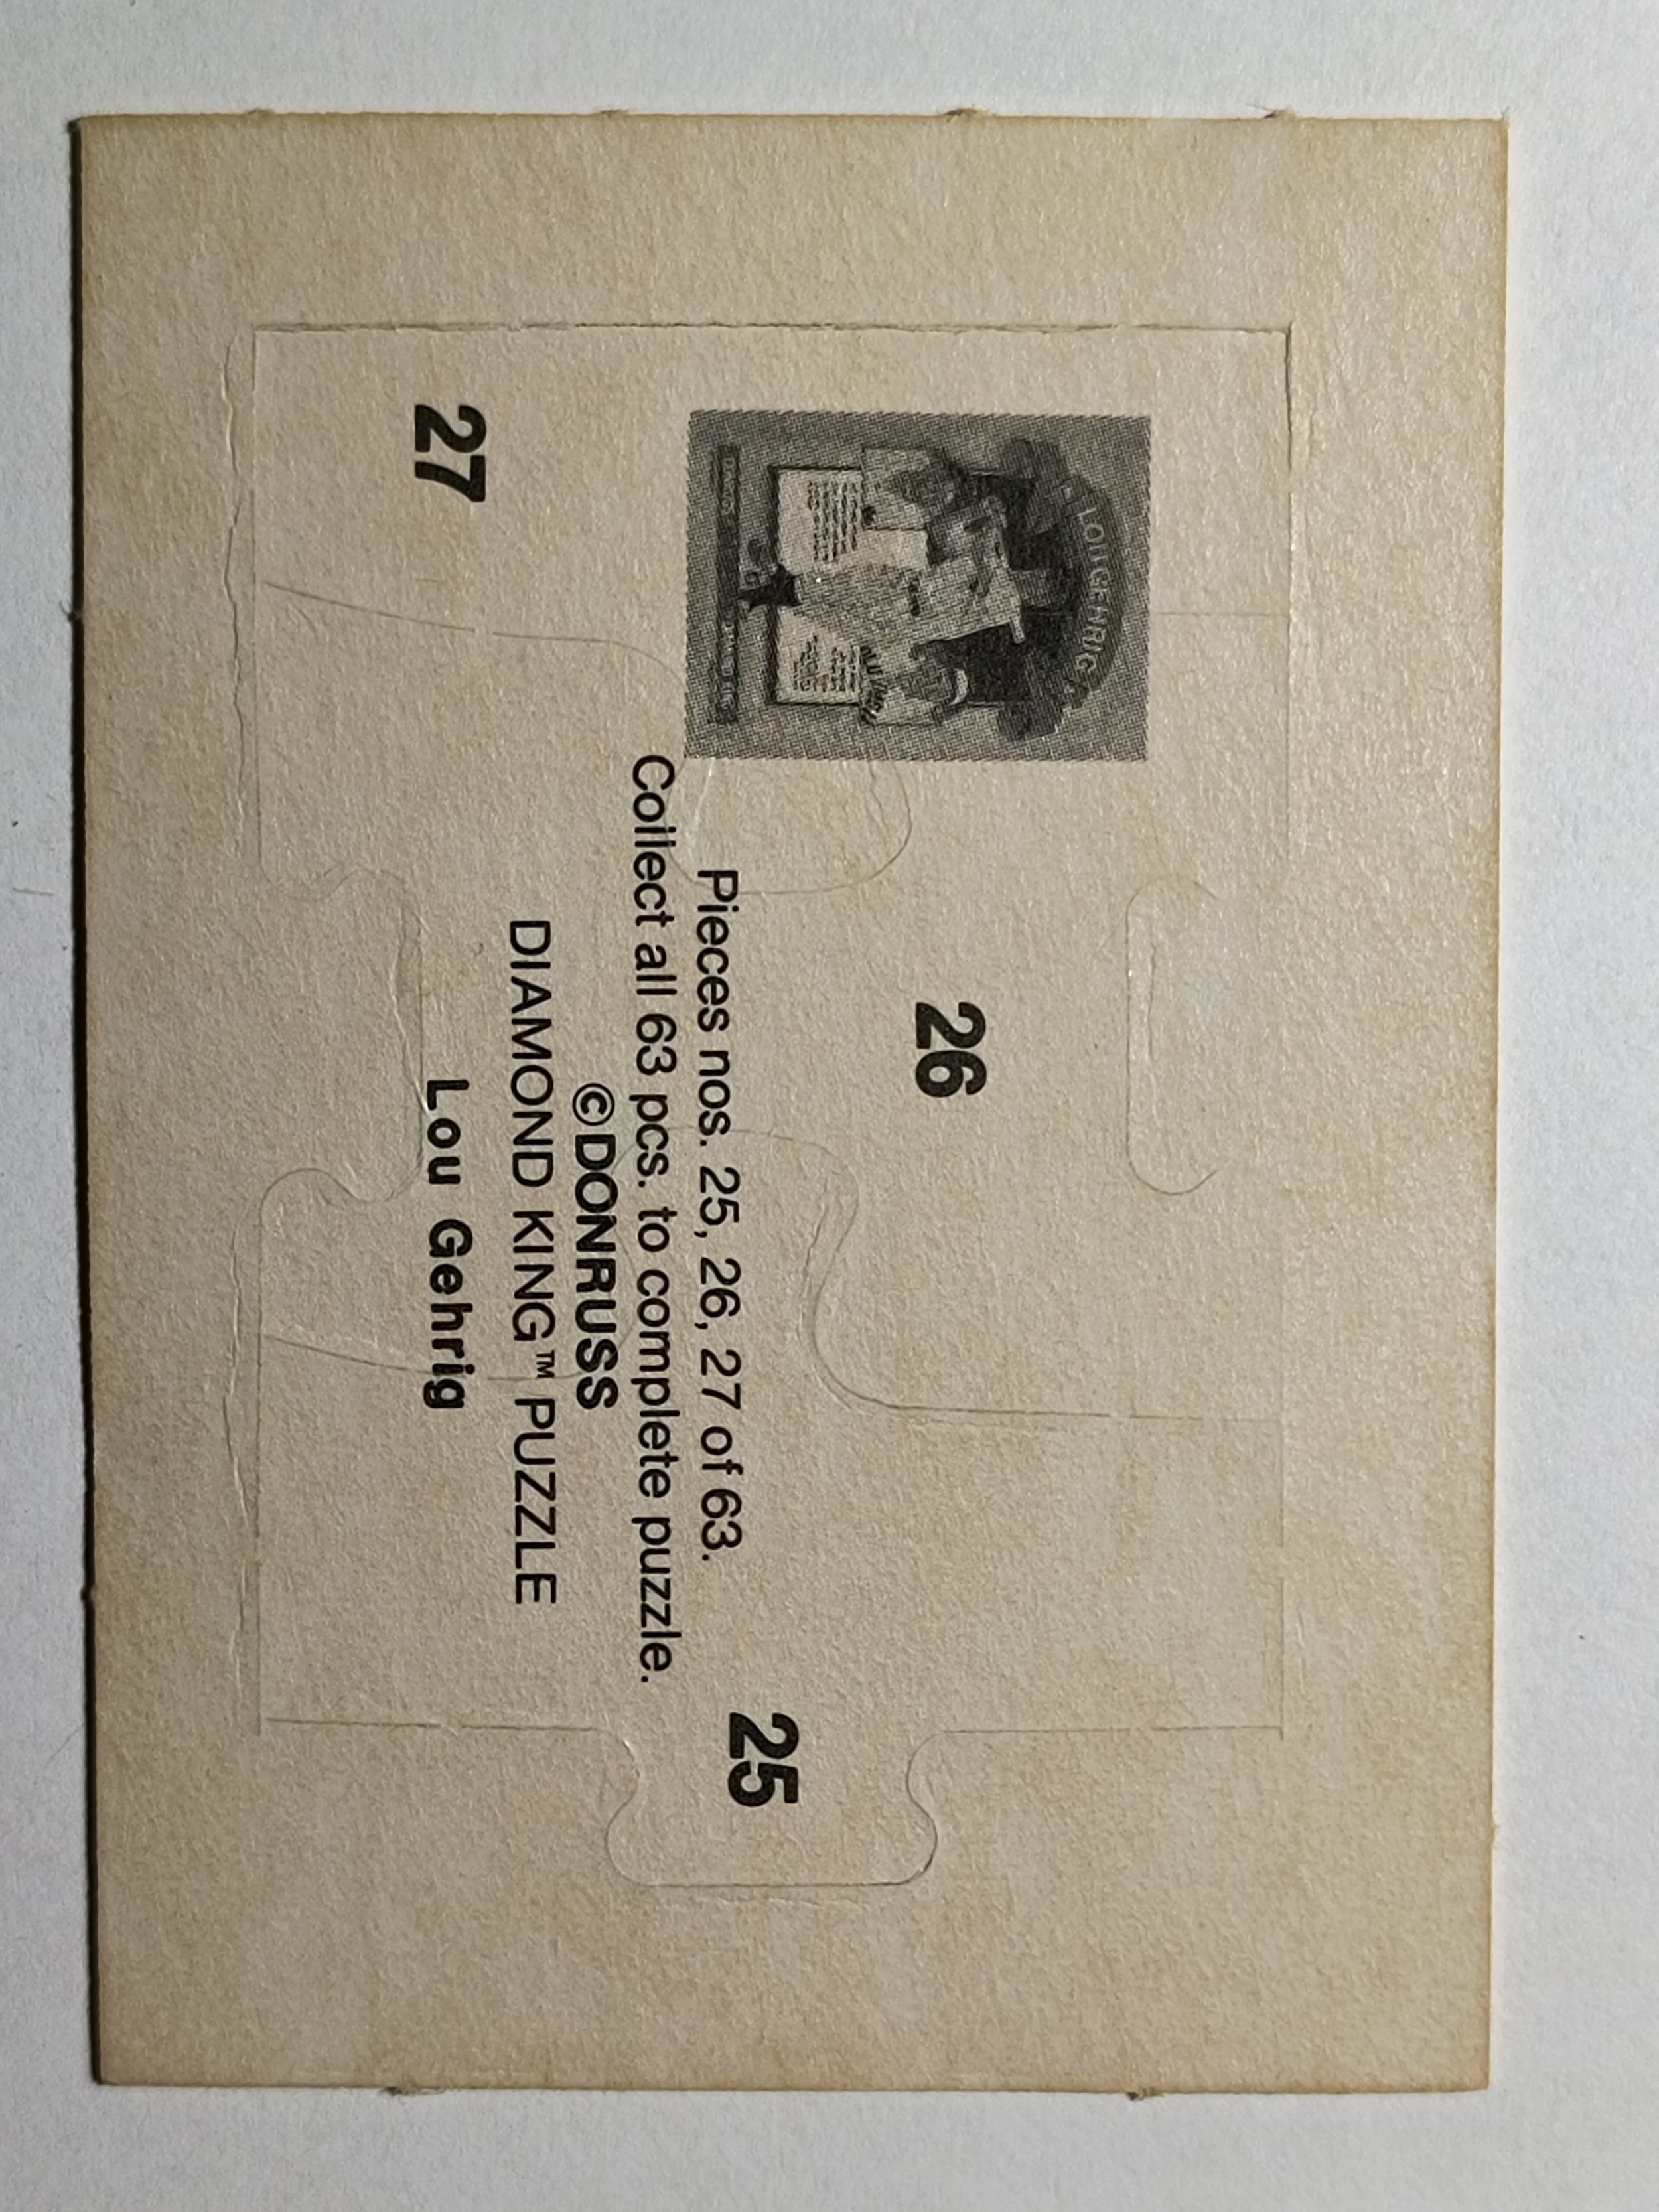 27
LOU GEHRIG
26
Pieces nos. 25, 26, 27 of 63.
Collect all 63 pcs. to complete puzzle.
©DONRUSS
DIAMOND KING™ PUZZLE
Lou Gehrig
25